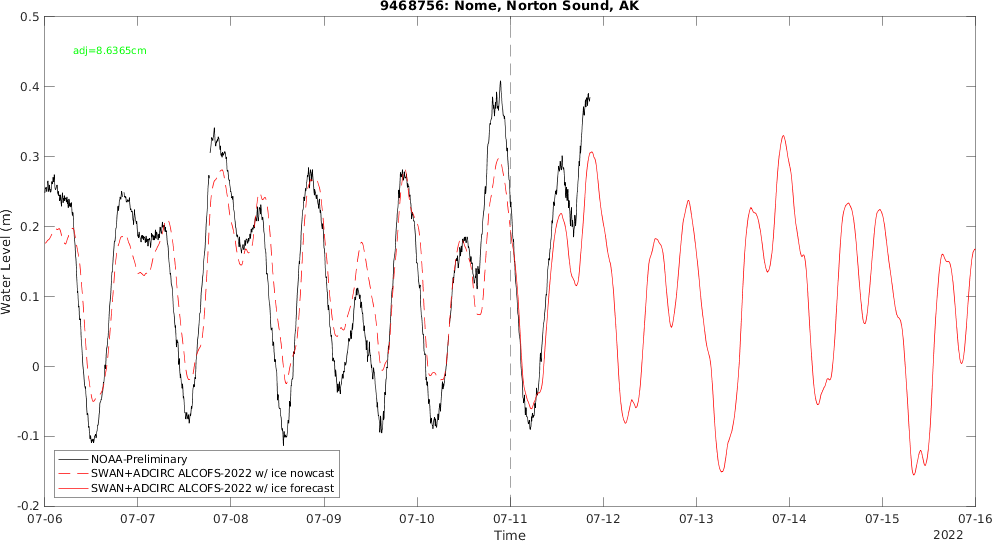 9468756: Nome, Norton Sound, AK
adj=8.6365cm
Water Level (m)
0.5
0.4
0.3
0.2
0.1
0
-0.1
-0.2
NOAA-Preliminary
SWAN+ADCIRC ALCOFS-2022 w/ ice nowcast
SWAN+ADCIRC ALCOFS-2022 w/ ice forecast
07-06 07-07 07-08 07-09 07-10 07-11 07-12 07-13 07-14 07-15 07-16
Time
2022